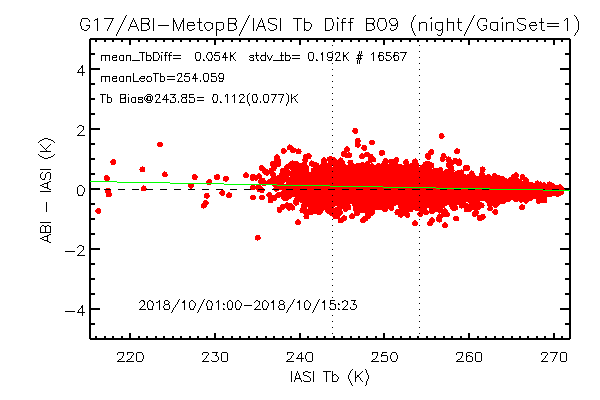 G17/ABI-MetopB/IASI Tb Diff B09 (night/GainSet=1)
mean_TbDiff= 0.054K stdv_tb= 0.192K # 16567
meanLeoTb=254.059
Tb Bias@243.85= 0.112(0.077)K
4
2
0
-2
-4
ABI - IASI (K)
2018/10/01:00-2018/10/15:23
220 230 240 250 260 270
IASI Tb (K)